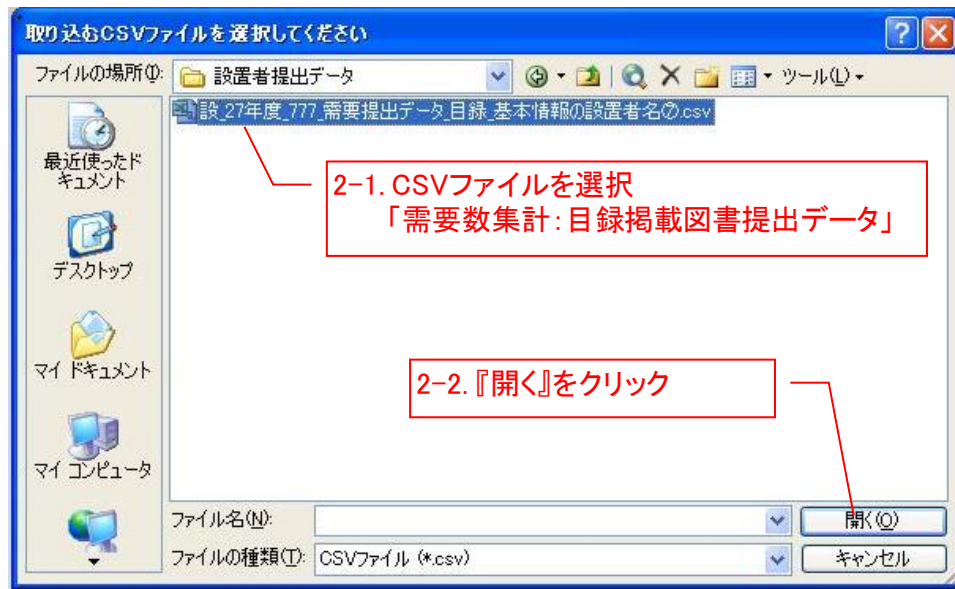 取り込むCSVファイルを選択してください
ファイルの場所(I):
設置者提出データ
ツール(L)
設_27年度_777_需要提出データ_目録_基本情報の設置者名⑦.csv
最近使ったド
キュメント
2-1. CSVファイルを選択
「需要数集計:目録掲載図書提出データ」
デスクトップ
マイ ドキュメント
2-2.『開く』をクリック
マイ コンピュータ
ファイル名(N):
開く(O)
ファイルの種類(T):
CSVファイル (*.csv)
キャンセル